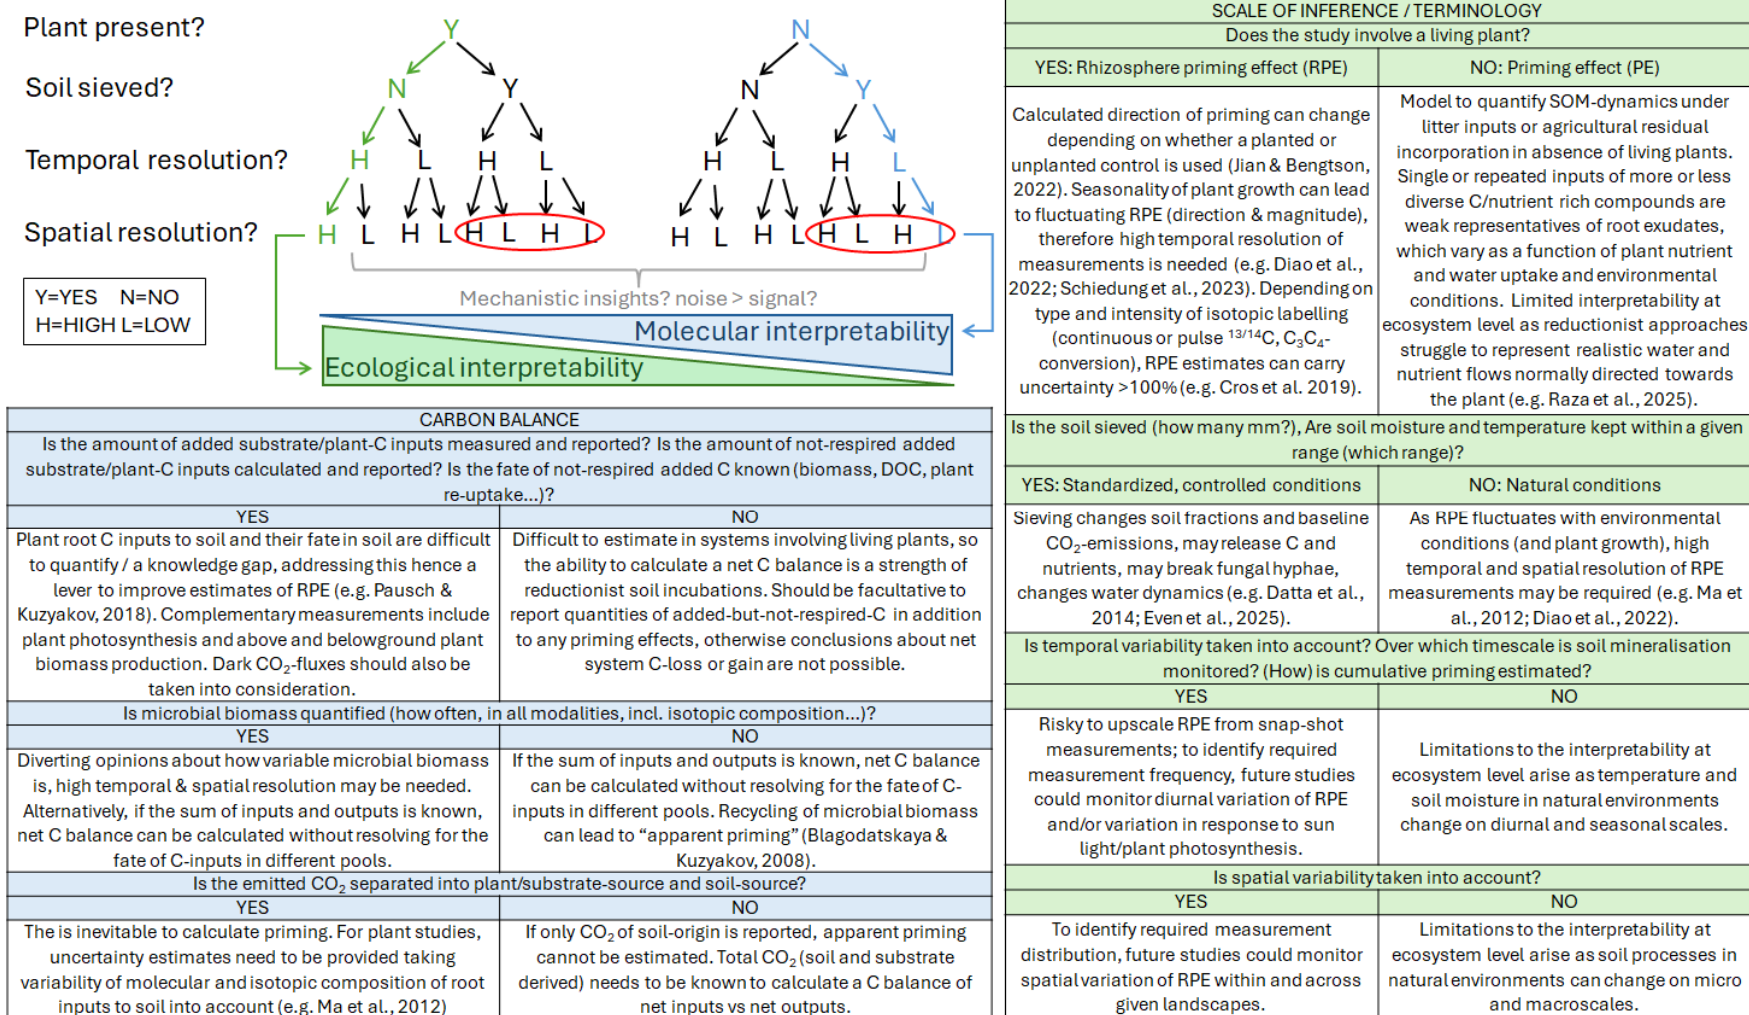 Plant present?
Y
N
Soil sieved?
N
Y
N
Y
Temporal resolution?
H
L
H
L
H
L
H
L
Spatial resolution?
H
L
H
L
H
L
H
L
H
L
H
L
H
L
H
L
Y=YES N=NO
H=HIGH L=LOW
Mechanistic insights? noise > signal?
Molecular interpretability
Ecological interpretability
CARBON BALANCE
Is the amount of added substrate/plant-C inputs measured and reported? Is the amount of not-respired added
substrate/plant-C inputs calculated and reported? Is the fate of not-respired added C known (biomass, DOC, plant
re-uptake...)?
YES
Plant root C inputs to soil and their fate in soil are difficult
to quantify / a knowledge gap, addressing this hence a
lever to improve estimates of RPE (e.g. Pausch &
Kuzyakov, 2018). Complementary measurements include
plant photosynthesis and above and belowground plant
biomass production. Dark CO₂-fluxes should also be
taken into consideration.
NO
Difficult to estimate in systems involving living plants, so
the ability to calculate a net C balance is a strength of
reductionist soil incubations. Should be facultative to
report quantities of added-but-not-respired-C in addition
to any priming effects, otherwise conclusions about net
system C-loss or gain are not possible.
Is microbial biomass quantified (how often, in all modalities, incl. isotopic composition...)?
YES
Diverting opinions about how variable microbial biomass
is, high temporal & spatial resolution may be needed.
Alternatively, if the sum of inputs and outputs is known,
net C balance can be calculated without resolving for the
fate of C-inputs in different pools.
NO
If the sum of inputs and outputs is known, net C balance
can be calculated without resolving for the fate of C-
inputs in different pools. Recycling of microbial biomass
can lead to “apparent priming” (Blagodatskaya &
Kuzyakov, 2008).
Is the emitted CO₂ separated into plant/substrate-source and soil-source?
YES
The is inevitable to calculate priming. For plant studies,
uncertainty estimates need to be provided taking
variability of molecular and isotopic composition of root
inputs to soil into account (e.g. Ma et al., 2012)
NO
If only CO₂ of soil-origin is reported, apparent priming
cannot be estimated. Total CO₂ (soil and substrate
derived) needs to be known to calculate a C balance of
net inputs vs net outputs.
SCALE OF INFERENCE / TERMINOLOGY
Does the study involve a living plant?
YES: Rhizosphere priming effect (RPE)
Calculated direction of priming can change
depending on whether a planted or
unplanted control is used (Jian & Bengtson,
2022). Seasonality of plant growth can lead
to fluctuating RPE (direction & magnitude),
therefore high temporal resolution of
measurements is needed (e.g. Diao et al.,
2022; Schiedung et al., 2023). Depending on
type and intensity of isotopic labelling
(continuous or pulse ¹³/¹⁴C, C₃C₄-
conversion), RPE estimates can carry
uncertainty >100% (e.g. Cros et al. 2019).
NO: Priming effect (PE)
Model to quantify SOM-dynamics under
litter inputs or agricultural residual
incorporation in absence of living plants.
Single or repeated inputs of more or less
diverse C/nutrient rich compounds are
weak representatives of root exudates,
which vary as a function of plant nutrient
and water uptake and environmental
conditions. Limited interpretability at
ecosystem level as reductionist approaches
struggle to represent realistic water and
nutrient flows normally directed towards
the plant (e.g. Raza et al., 2025).
Is the soil sieved (how many mm?), Are soil moisture and temperature kept within a given
range (which range)?
YES: Standardized, controlled conditions
Sieving changes soil fractions and baseline
CO₂-emissions, may release C and
nutrients, may break fungal hyphae,
changes water dynamics (e.g. Datta et al.,
2014; Even et al., 2025).
NO: Natural conditions
As RPE fluctuates with environmental
conditions (and plant growth), high
temporal and spatial resolution of RPE
measurements may be required (e.g. Ma et
al., 2012; Diao et al., 2022).
Is temporal variability taken into account? Over which timescale is soil mineralisation
monitored? (How) is cumulative priming estimated?
YES
Risky to upscale RPE from snap-shot
measurements; to identify required
measurement frequency, future studies
could monitor diurnal variation of RPE
and/or variation in response to sun
light/plant photosynthesis.
NO
Limitations to the interpretability at
ecosystem level arise as temperature and
soil moisture in natural environments
change on diurnal and seasonal scales.
Is spatial variability taken into account?
YES
To identify required measurement
distribution, future studies could monitor
spatial variation of RPE within and across
given landscapes.
NO
Limitations to the interpretability at
ecosystem level arise as soil processes in
natural environments can change on micro
and macroscales.